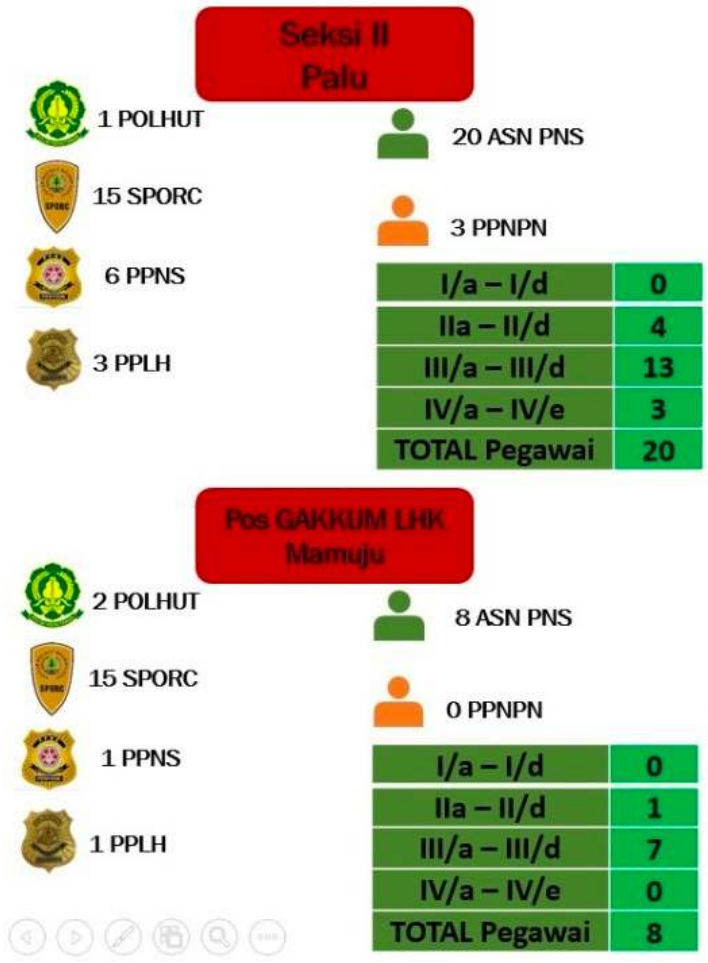 Seksi II
Palu
1 POLHUT
15 SPORC
6 PPNS
3 PPLH
20 ASN PNS
3 PPNPN
I/a – I/d 0
IIa – II/d 4
III/a – III/d 13
IV/a – IV/e 3
TOTAL Pegawai 20
Pos GAKKUM LHK
Mamuju
2 POLHUT
15 SPORC
1 PPNS
1 PPLH
8 ASN PNS
0 PPNPN
I/a – I/d 0
IIa – II/d 1
III/a – III/d 7
IV/a – IV/e 0
TOTAL Pegawai 8